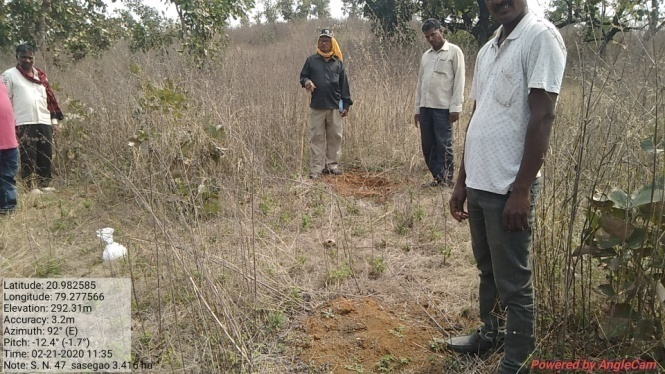 Latitude: 20.982585
Longitude: 79.277566
Elevation: 292.31m
Accuracy: 3.2m
Azimuth: 92° (E)
Pitch: -12.4° (-1.7°)
Time: 02-21-2020 11:35
Note: S. N. 47 sasegao 3.416 ha
Powered by AngleCam